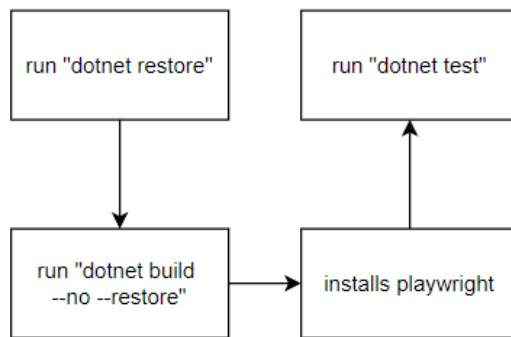 run "dotnet restore"
run "dotnet build
--no --restore"
installs playwright
run "dotnet test"